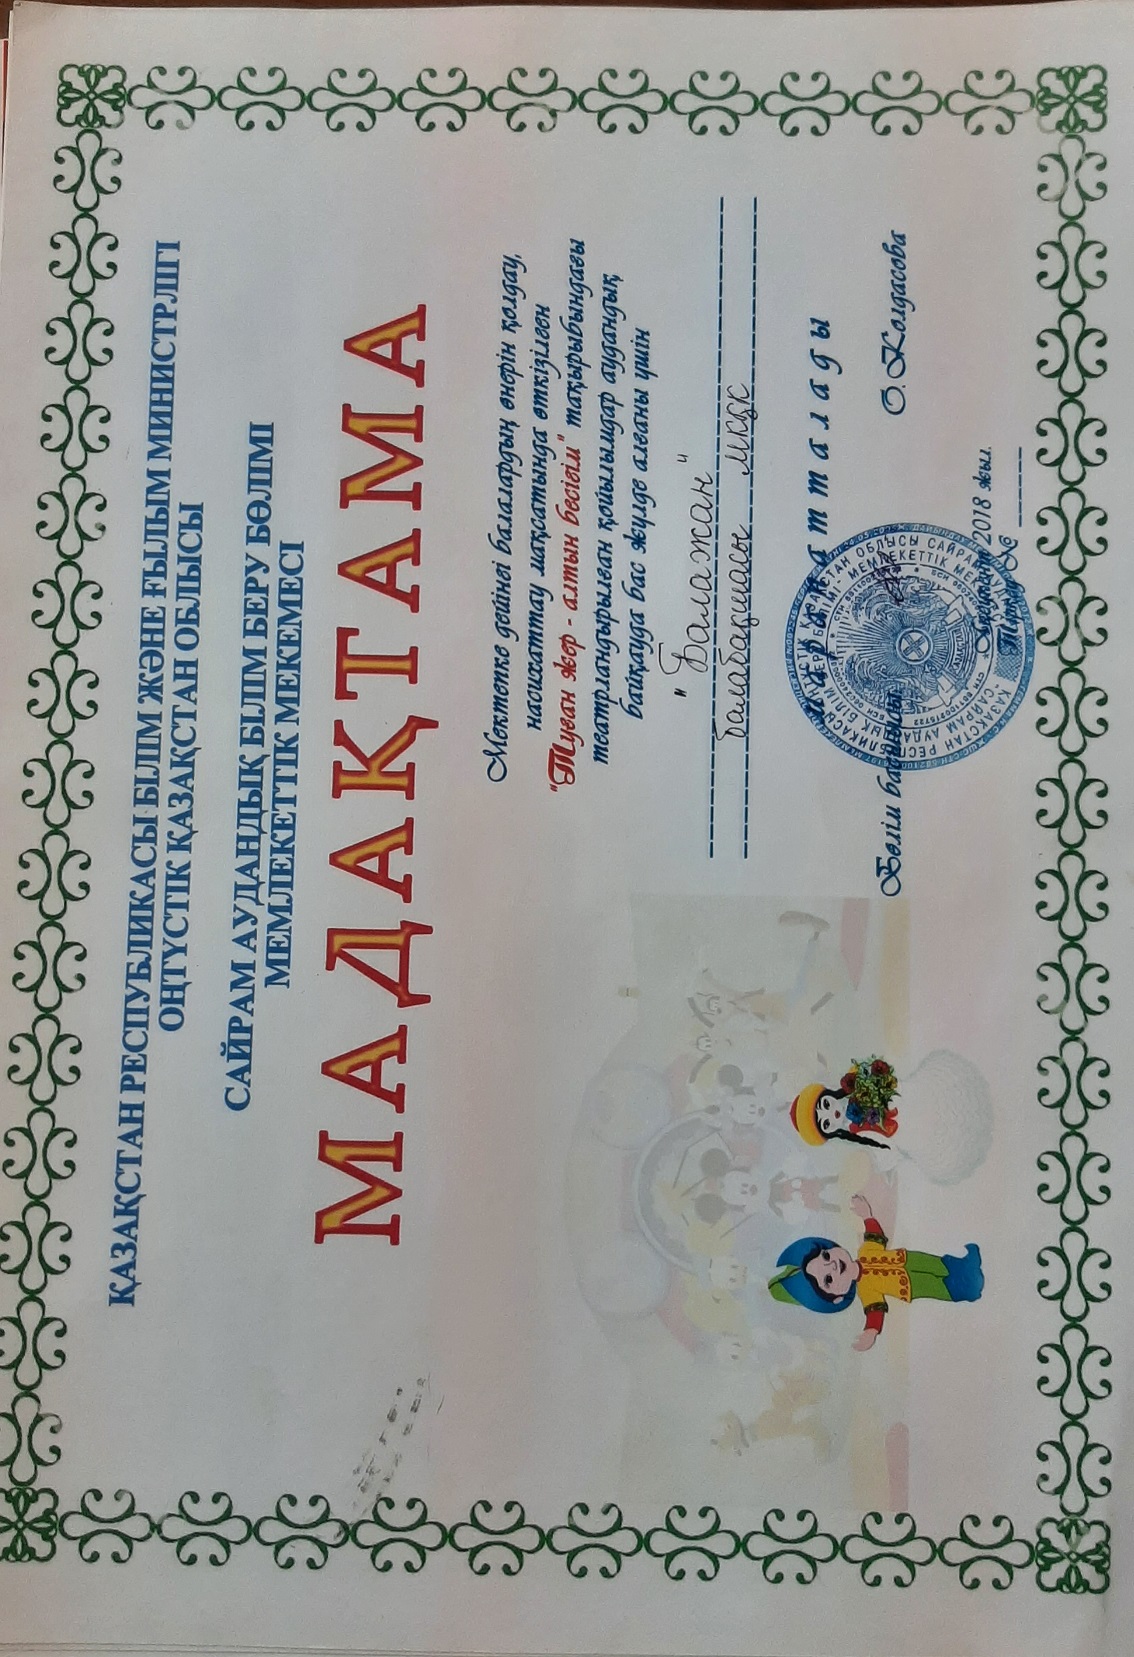 ҚАЗАҚСТАН РЕСПУБЛИКАСЫ БІЛІМ ЖӘНЕ ҒЫЛЫМ МИНИСТРЛІГІ
ОҢТҮСТІК ҚАЗАҚСТАН ОБЛЫСЫ
САЙРАМ АУДАНДЫҚ БІЛІМ БЕРУ БӨЛІМІ
МЕМЛЕКЕТТІК МЕКЕМЕСІ
МАДАҚТАМА
Мектепке дейінгі балалардың өнерін қолдау,
насихаттау мақсатында өткізілген
"Туған жер - алтын бесігім" тақырыбындағы
театрландырылған қойылымдар аудандық
байқауда бас жүлде алғаны үшін
"Балажан"
балабақшасы МКҚК
марапатталады
Бөлім басшысы О.Қолдасова
2018 жыл.